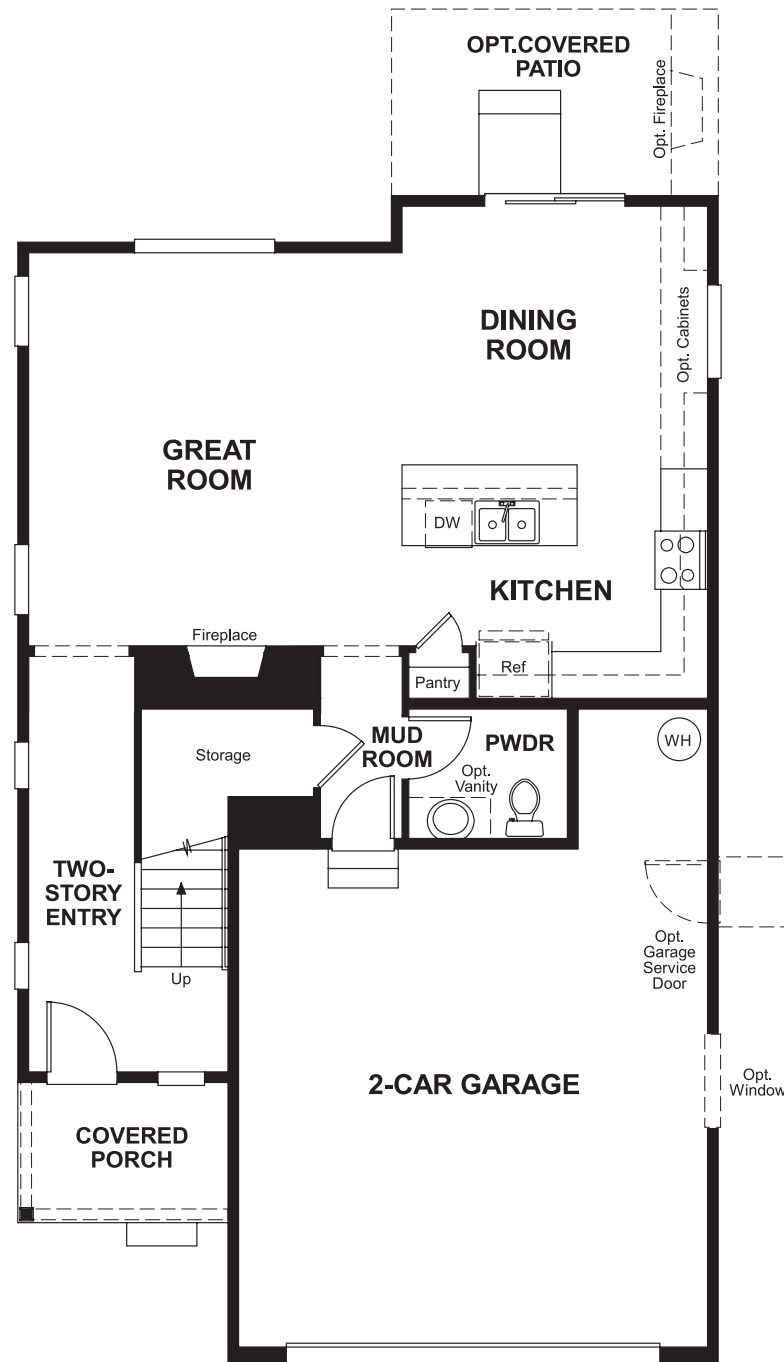 OPT.COVERED
PATIO
Opt. Fireplace
DINING
ROOM
Opt. Cabinets
GREAT
ROOM
DW
KITCHEN
Fireplace
Ref
Pantry
MUD
ROOM
PWDR
WH
Storage
Opt.
Vanity
TWO-
STORY
ENTRY
Up
Opt.
Garage
Service
Door
2-CAR GARAGE
Opt.
Window
COVERED
PORCH